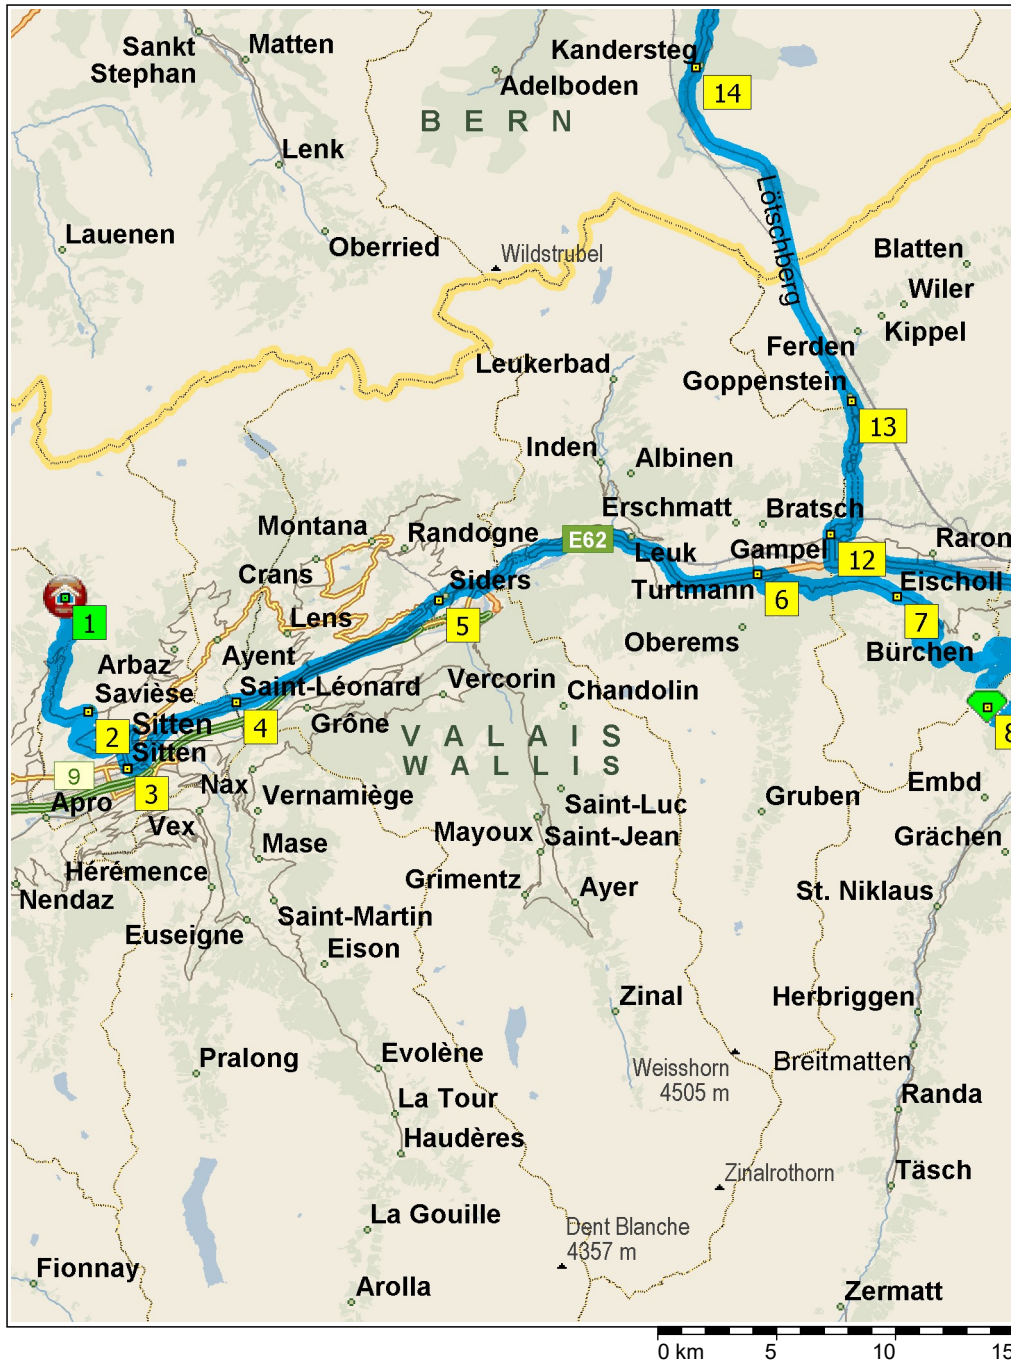 Sankt
Stephan
Matten
Kandersteg
Adelboden
14
B E R N
Lenk
Lötschberg
Lauenen
Oberried
Wildstrubel
Blatten
Wiler
Kippel
Ferden
Leukerbad
Goppenstein
13
Inden
Albinen
Erschmatt
Bratsch
Montana
Randogne
E62
Leuk
Gampel
Raron
12
Crans
Siders
Turtmann
Eischoll
1
Lens
5
6
7
Oberems
Bürchen
Arbaz
Ayent
Savièse
Saint-Léonard
Vercorin
Chandolin
Sitten
2
4
Grône
V A L A I S
W A L L I S
8
Sitten
9
3
Nax
Apro
Vernamiège
Saint-Luc
Gruben
Embd
Vex
Mase
Mayoux
Saint-Jean
Grächen
Hérémence
Nendaz
Grimentz
Ayer
St. Niklaus
Saint-Martin
Euseigne
Eison
Zinal
Herbriggen
Pralong
Evolène
Weisshorn
4505 m
Breitmatten
Randa
La Tour
Haudères
Zinalrothorn
Täsch
La Gouille
Dent Blanche
4357 m
Fionnay
Arolla
Zermatt
0 km 5 10 15